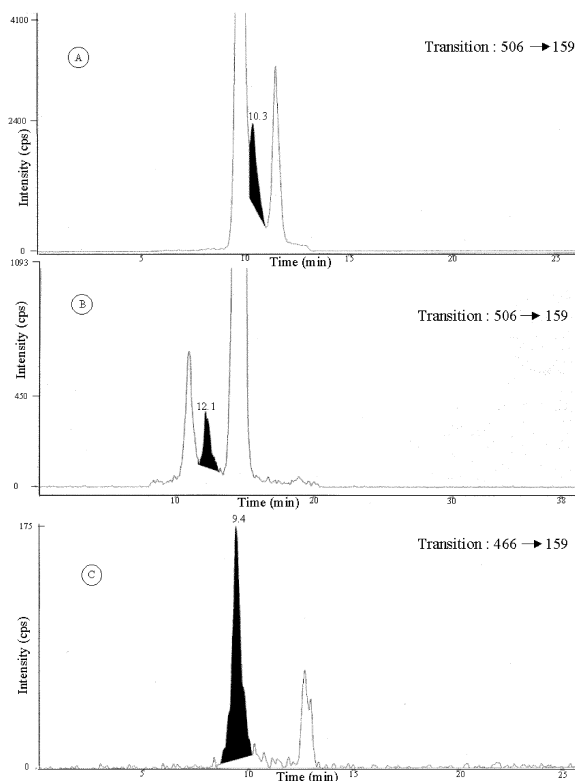 4100
A
Transition : 506 → 159
10.3
2400
Intensity (cps)
0
5
15
20
25
Time (min)
1093
B
Transition : 506 → 159
12.1
450
Intensity (cps)
0
10
20
30
38
Time (min)
9.4
175
Transition : 466 → 159
C
Intensity (cps)
0
5
10
15
20
25
Time (min)